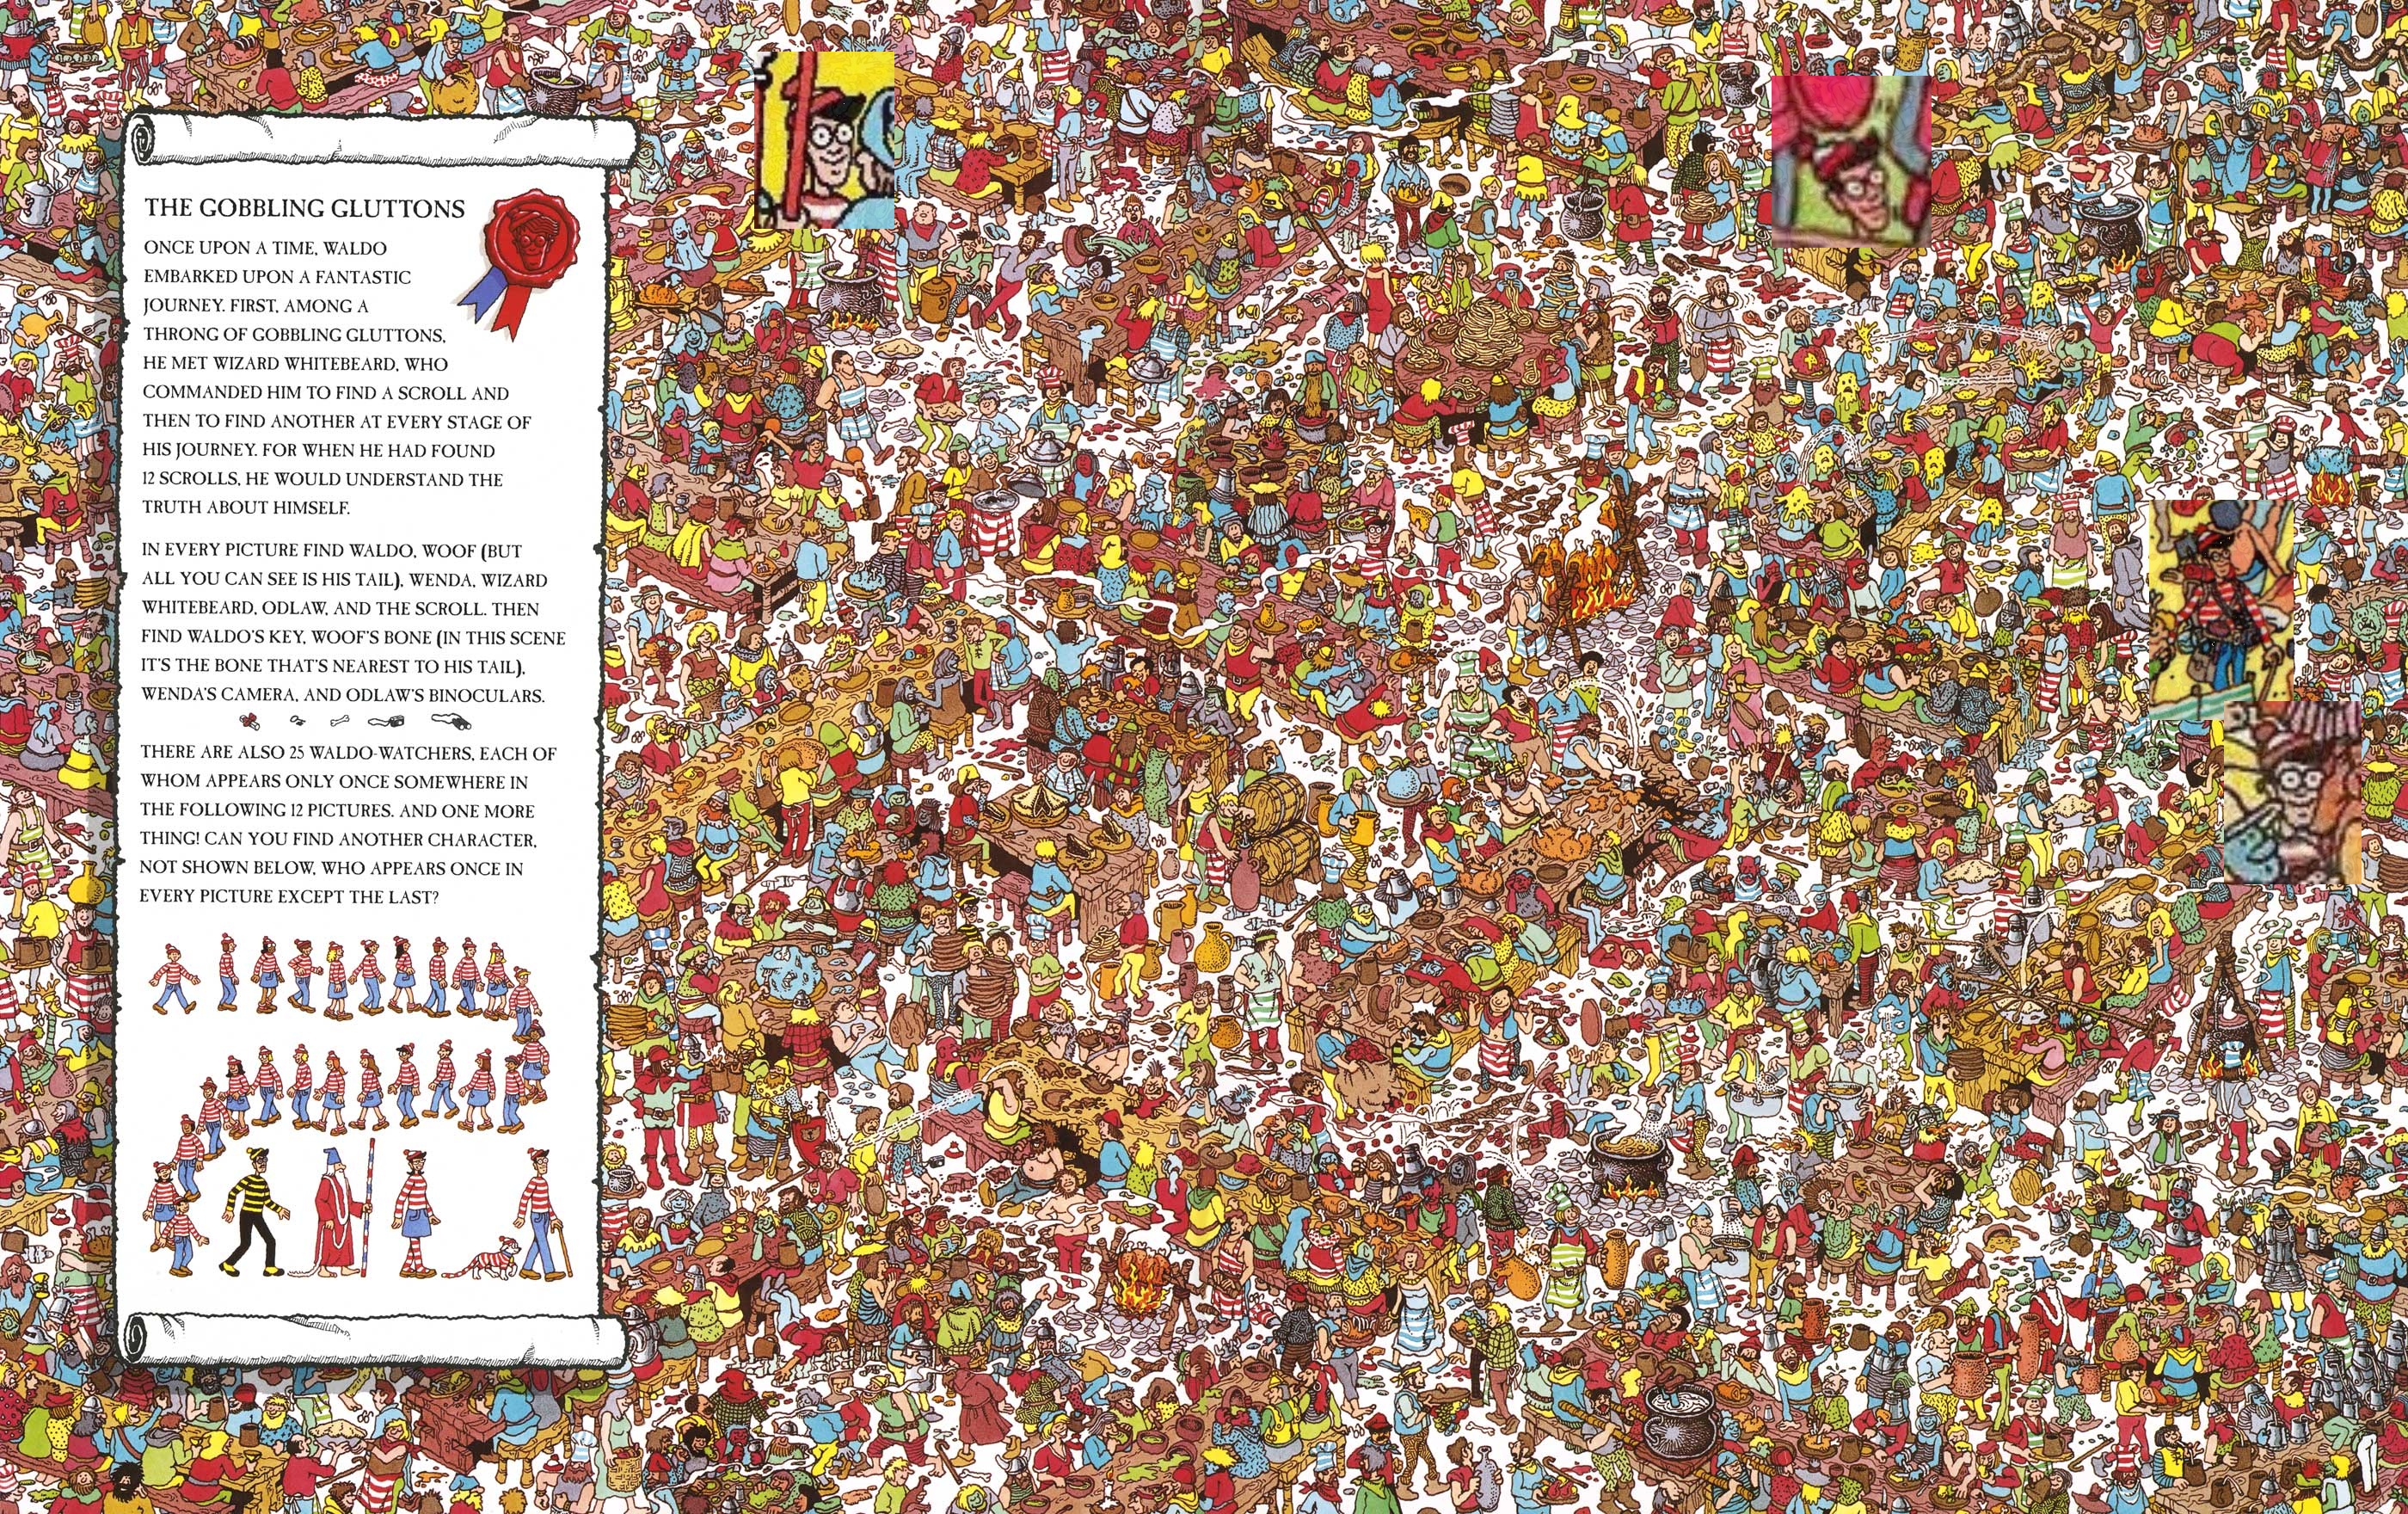 THE GOBBLING GLUTTONS
ONCE UPON A TIME, WALDO
EMBARKED UPON A FANTASTIC
JOURNEY. FIRST, AMONG A
THRONG OF GOBBLING GLUTTONS,
HE MET WIZARD WHITEBEARD, WHO
COMMANDED HIM TO FIND A SCROLL AND
THEN TO FIND ANOTHER AT EVERY STAGE OF
HIS JOURNEY. FOR WHEN HE HAD FOUND
12 SCROLLS, HE WOULD UNDERSTAND THE
TRUTH ABOUT HIMSELF.
IN EVERY PICTURE FIND WALDO, WOOF (BUT
ALL YOU CAN SEE IS HIS TAIL), WENDA, WIZARD
WHITEBEARD, ODLAW, AND THE SCROLL. THEN
FIND WALDO'S KEY, WOOF'S BONE (IN THIS SCENE
IT'S THE BONE THAT'S NEAREST TO HIS TAIL),
WENDA'S CAMERA, AND ODLAW'S BINOCULARS.
THERE ARE ALSO 25 WALDO-WATCHERS, EACH OF
WHOM APPEARS ONLY ONCE SOMEWHERE IN
THE FOLLOWING 12 PICTURES. AND ONE MORE
THING! CAN YOU FIND ANOTHER CHARACTER,
NOT SHOWN BELOW, WHO APPEARS ONCE IN
EVERY PICTURE EXCEPT THE LAST?